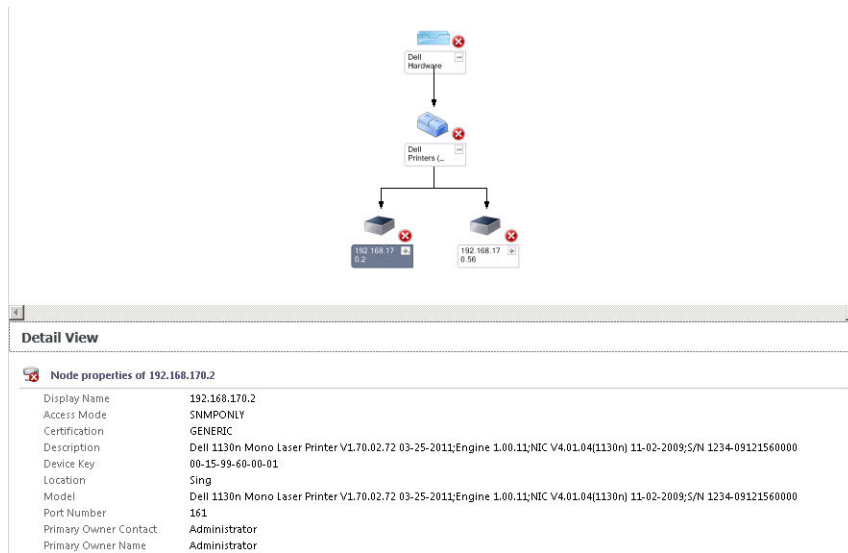 Dell
Hardware
Dell
Printers (...
192.168.17
0.2
192.168.17
0.56
Detail View
Node properties of 192.168.170.2
Display Name 192.168.170.2
Access Mode SNMPONLY
Certification GENERIC
Description Dell 1130n Mono Laser Printer V1.70.02.72 03-25-2011;Engine 1.00.11;NIC V4.01.04(1130n) 11-02-2009;S/N 1234-09121560000
Device Key 00-15-99-60-00-01
Location Sing
Model Dell 1130n Mono Laser Printer V1.70.02.72 03-25-2011;Engine 1.00.11;NIC V4.01.04(1130n) 11-02-2009;S/N 1234-09121560000
Port Number 161
Primary Owner Contact Administrator
Primary Owner Name Administrator